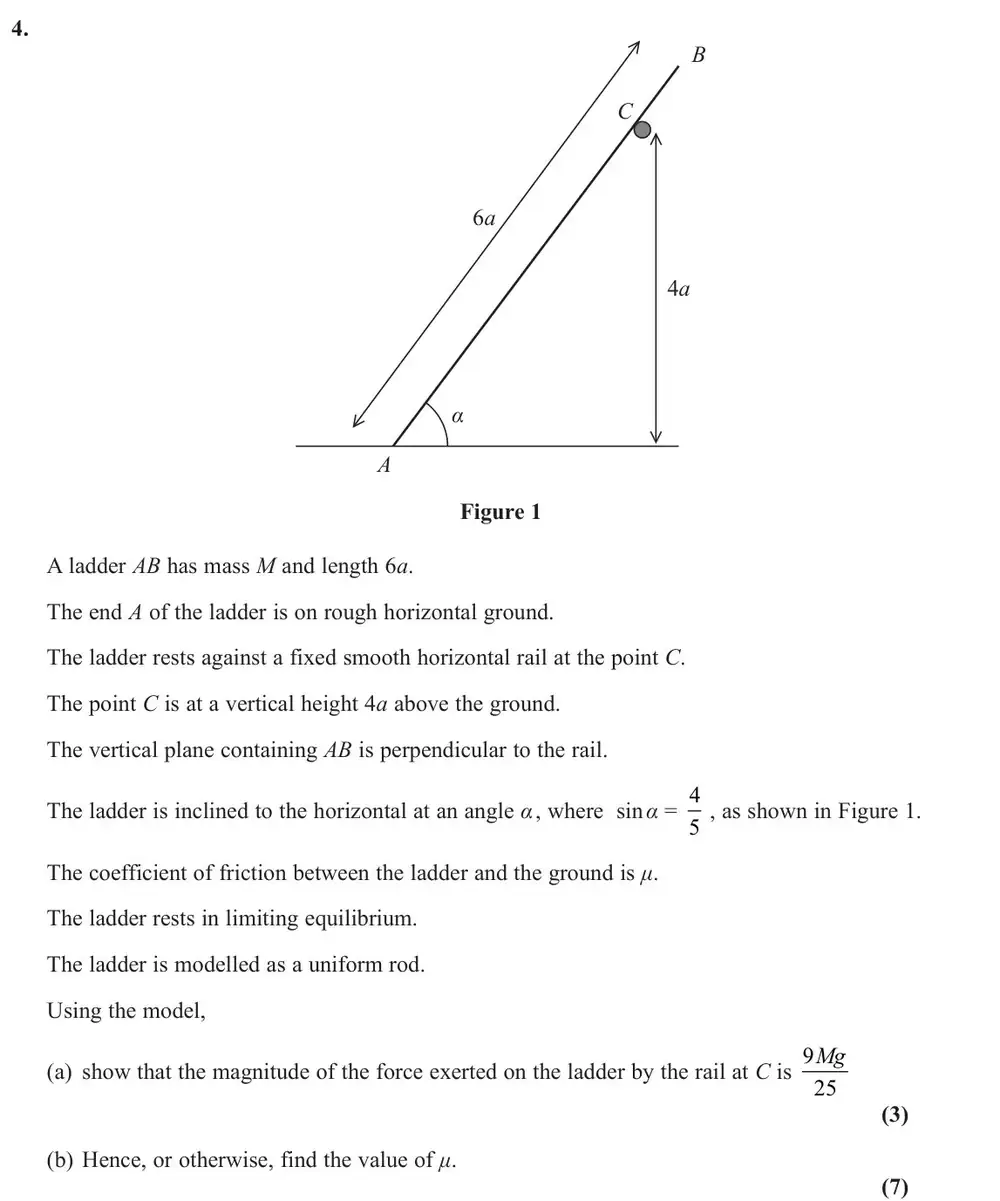 4.
B
C
6a
4a
α
A
Figure 1
A ladder AB has mass M and length 6a.
The end A of the ladder is on rough horizontal ground.
The ladder rests against a fixed smooth horizontal rail at the point C.
The point C is at a vertical height 4a above the ground.
The vertical plane containing AB is perpendicular to the rail.
The ladder is inclined to the horizontal at an angle α, where sin α = 4/5, as shown in Figure 1.
The coefficient of friction between the ladder and the ground is μ.
The ladder rests in limiting equilibrium.
The ladder is modelled as a uniform rod.
Using the model,
(a) show that the magnitude of the force exerted on the ladder by the rail at C is 9Mg/25
(3)
(b) Hence, or otherwise, find the value of μ.
(7)